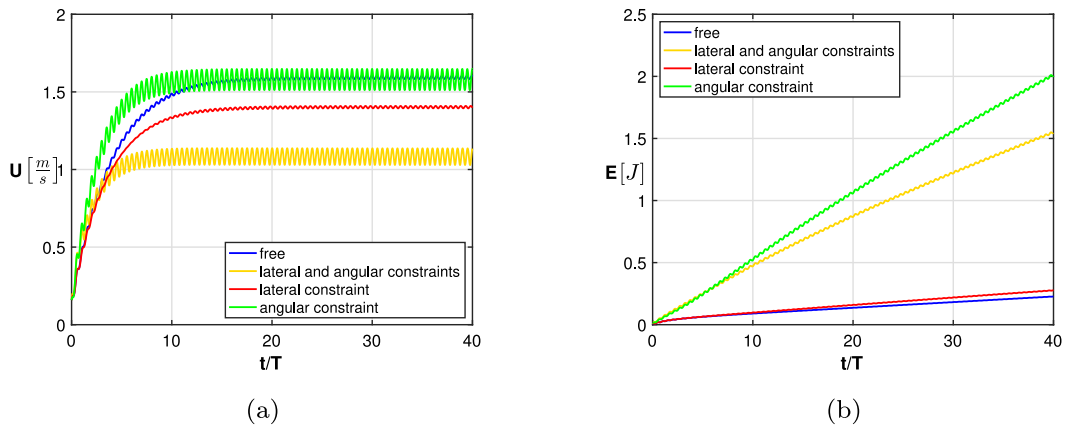 2
1.5
U[m/s]
1
0.5
0
0 10 20 30 40
t/T
free
lateral and angular constraints
lateral constraint
angular constraint
(a)
2.5
2
1.5
E[J]
1
0.5
0
0 10 20 30 40
t/T
free
lateral and angular constraints
lateral constraint
angular constraint
(b)